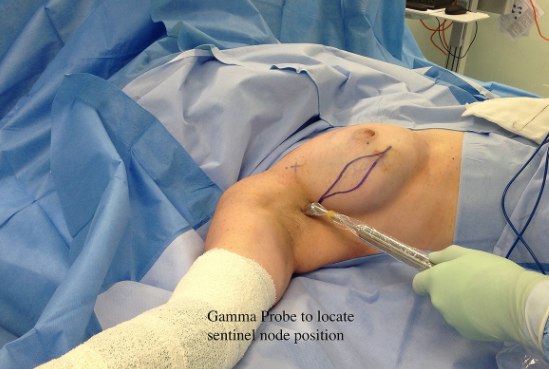 Gamma Probe to locate
sentinel node position